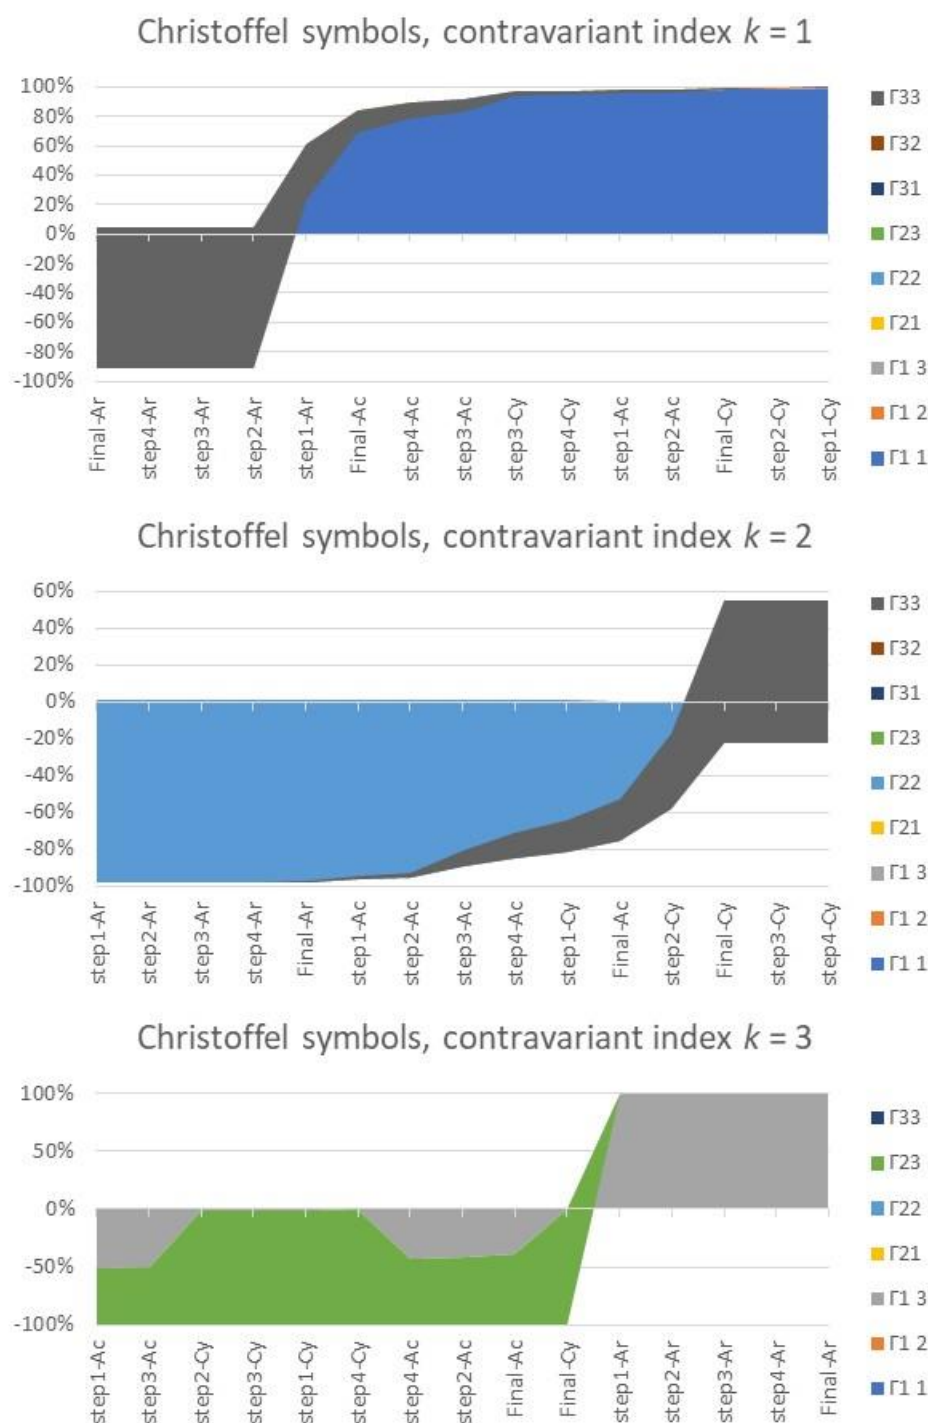 Christoffel symbols, contravariant index k = 1
100%
80%
60%
40%
20%
0%
-20%
-40%
-60%
-80%
-100%
Final-Ar
step4-Ar
step3-Ar
step2-Ar
step1-Ar
Final-Ac
step4-Ac
step3-Ac
step3-Cy
step4-Cy
step1-Ac
step2-Ac
Final-Cy
step2-Cy
step1-Cy
Γ33
Γ32
Γ31
Γ23
Γ22
Γ21
Γ1 3
Γ1 2
Γ1 1
Christoffel symbols, contravariant index k = 2
60%
40%
20%
0%
-20%
-40%
-60%
-80%
-100%
step1-Ar
step2-Ar
step3-Ar
step4-Ar
Final-Ar
step1-Ac
step2-Ac
step3-Ac
step4-Ac
step1-Cy
Final-Ac
step2-Cy
Final-Cy
step3-Cy
step4-Cy
Γ33
Γ32
Γ31
Γ23
Γ22
Γ21
Γ1 3
Γ1 2
Γ1 1
Christoffel symbols, contravariant index k = 3
100%
50%
0%
-50%
-100%
step1-Ac
step3-Ac
step2-Cy
step3-Cy
step1-Cy
step4-Cy
step4-Ac
step2-Ac
Final-Ac
Final-Cy
step1-Ar
step2-Ar
step3-Ar
step4-Ar
Final-Ar
Γ33
Γ23
Γ22
Γ21
Γ1 3
Γ1 2
Γ1 1